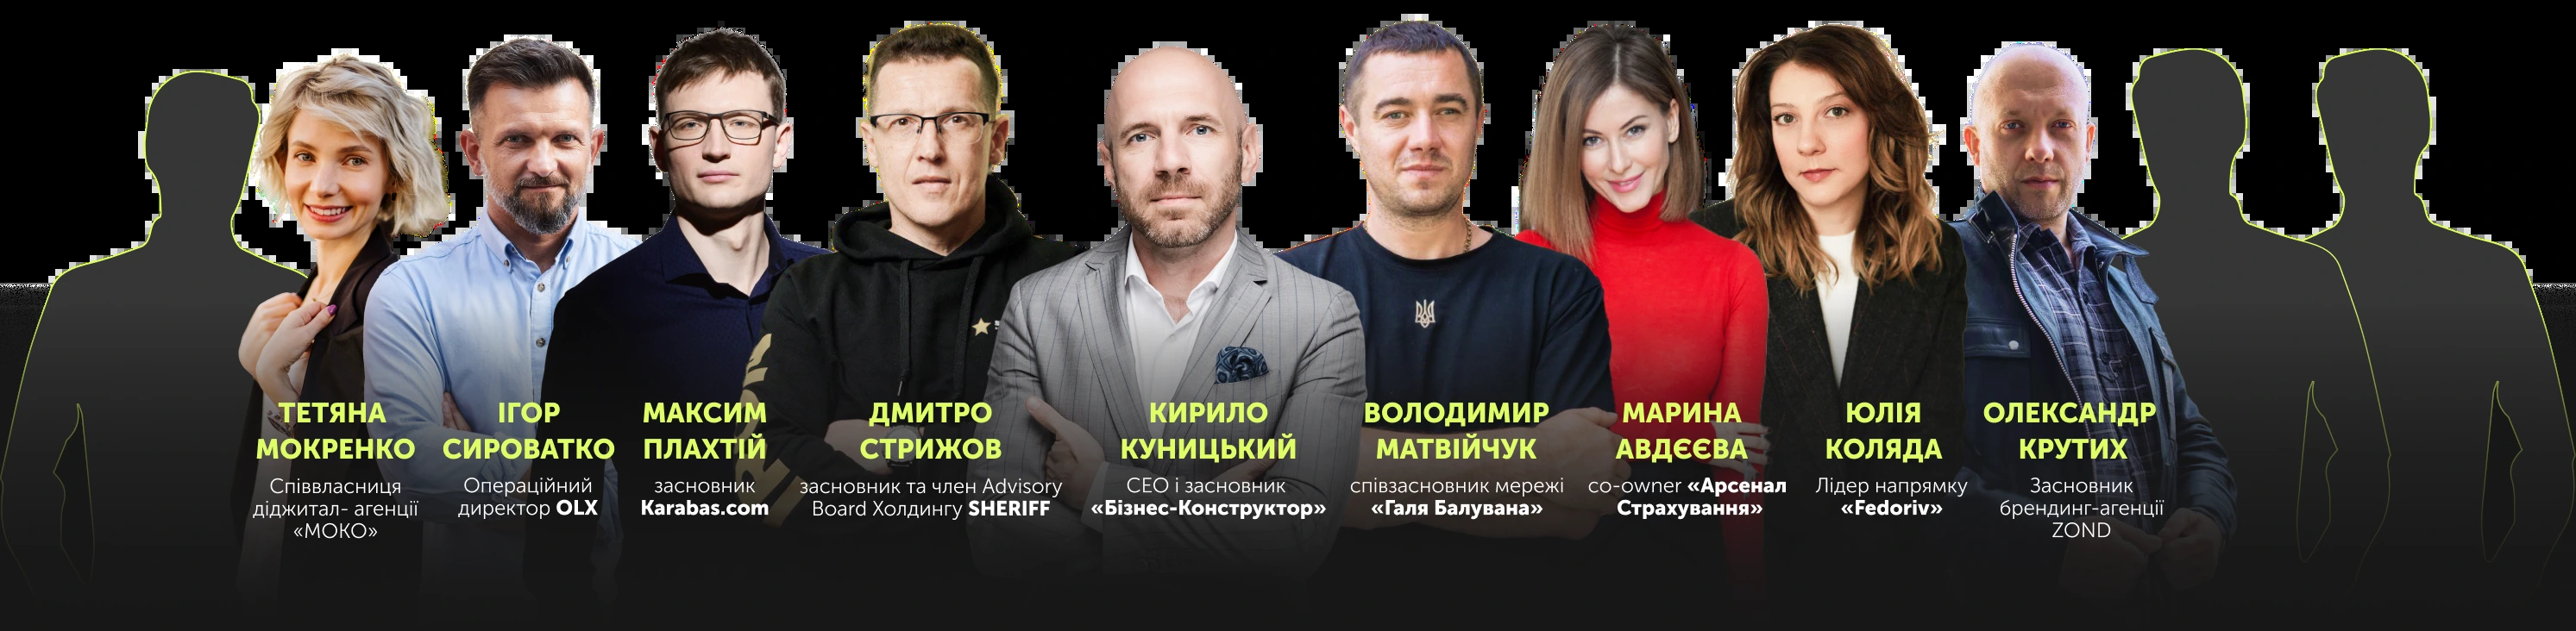 ТЕТЯНА
МОКРЕНКО
Співвласниця
діджитал- агенції
«МОКО»
ІГОР
СИРОВАТКО
Операційний
директор OLX
МАКСИМ
ПЛАХТІЙ
засновник
Karabas.com
ДМИТРО
СТРИЖОВ
засновник та член Advisory
Board Холдингу SHERIFF
КИРИЛО
КУНИЦЬКИЙ
CEO і засновник
«Бізнес-Конструктор»
ВОЛОДИМИР
МАТВІЙЧУК
співзасновник мережі
«Галя Балувана»
МАРИНА
АВДЄЄВА
co-owner «Арсенал
Страхування»
ЮЛІЯ
КОЛЯДА
Лідер напрямку
«Fedoriv»
ОЛЕКСАНДР
КРУТИХ
Засновник
брендинг-агенції
ZOND